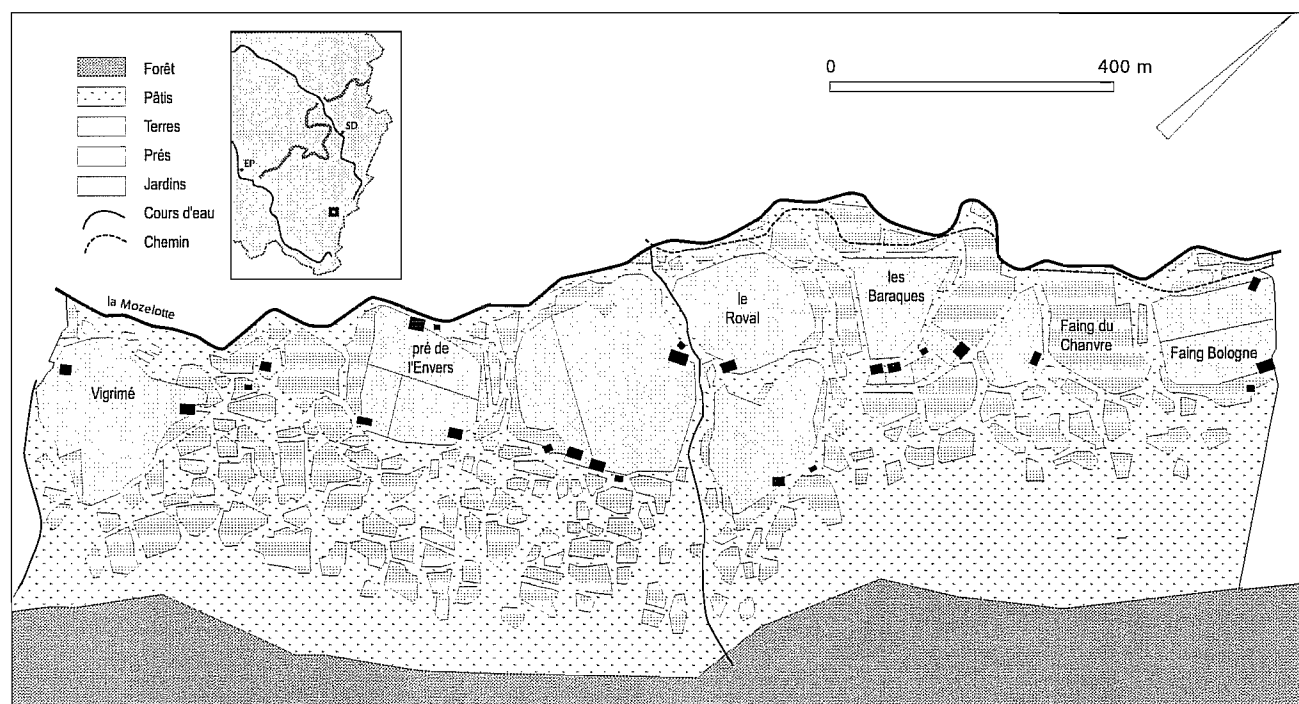 Forêt
Pâtis
Terres
Prés
Jardins
Cours d'eau
Chemin
SD
EP
0
400 m
la Mozelotte
Vigrimé
pré de
l'Envers
le
Roval
les
Baraques
Faing du
Chanvre
Faing Bologne